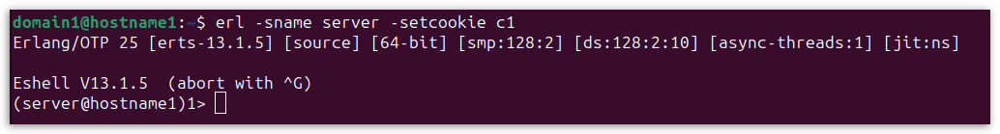 domain1@hostname1:~$ erl -sname server -setcookie c1
Erlang/OTP 25 [erts-13.1.5] [source] [64-bit] [smp:128:2] [ds:128:2:10] [async-threads:1] [jit:ns]
Eshell V13.1.5  (abort with ^G)
(server@hostname1)1>